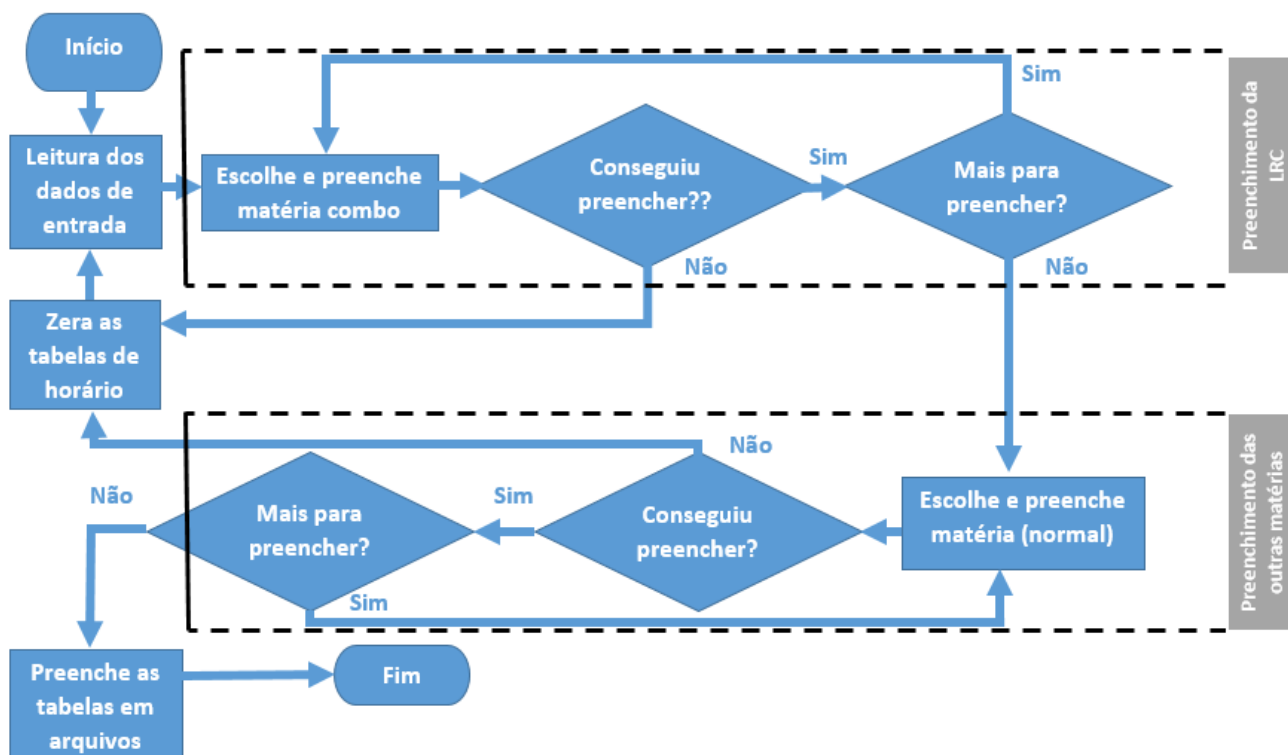 Início
Sim
Leitura dos
dados de
entrada
Escolhe e preenche
matéria combo
Conseguiu
preencher??
Sim
Mais para
preencher?
Preenchimento da
LRC
Não
Não
Zera as
tabelas de
horário
Não
Não
Sim
Mais para
preencher?
Conseguiu
preencher?
Escolhe e preenche
matéria (normal)
Preenchimento das
outras matérias
Sim
Preenche as
tabelas em
arquivos
Fim